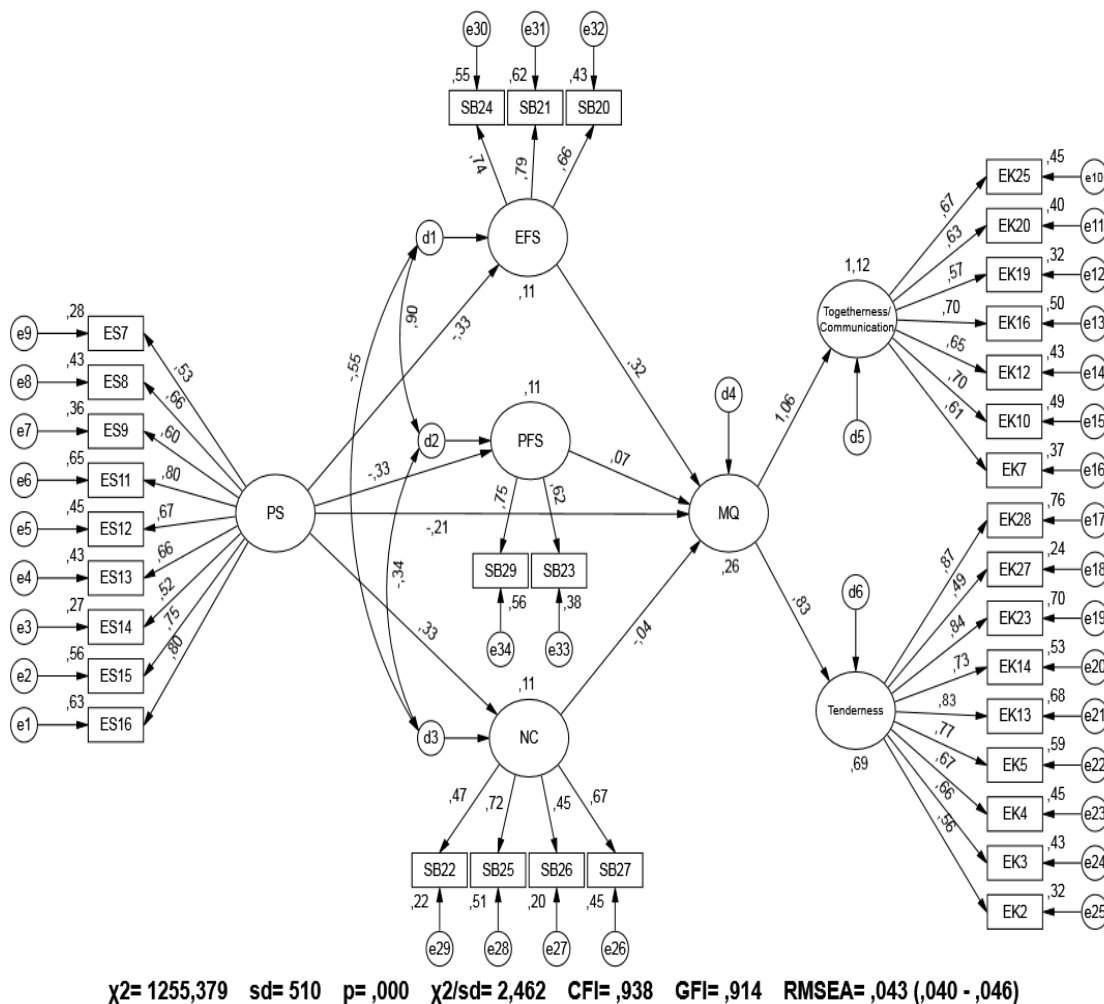 e30 e31 e32
,55 ,62 ,43
SB24 SB21 SB20
,74 ,79 ,66
d1 EFS
,11
,90
-,55
-,33
,32
e9 ,28 ES7 ,53
e8 ,43 ES8 ,66
e7 ,36 ES9 ,60
e6 ,65 ES11 ,80
e5 ,45 ES12 ,67
e4 ,43 ES13 ,66
e3 ,27 ES14 ,52
e2 ,56 ES15 ,75
e1 ,63 ES16 ,80
PS
,11
d2 PFS
-,33
,07
-,21
-,34
,75 ,62
SB29 SB23
,56 ,38
e34 e33
,33
-,04
d4
MQ
,26
,11
d3 NC
,47 ,72 ,45 ,67
SB22 SB25 SB26 SB27
,22 ,51 ,20 ,45
e29 e28 e27 e26
1,06
,83
1,12
Togetherness/
Communication
d5
,67 EK25 ,45 e10
,63 EK20 ,40 e11
,57 EK19 ,32 e12
,70 EK16 ,50 e13
,65 EK12 ,43 e14
,70 EK10 ,49 e15
,61 EK7 ,37 e16
d6
Tenderness
,69
,87 EK28 ,76 e17
,49 EK27 ,24 e18
,84 EK23 ,70 e19
,73 EK14 ,53 e20
,83 EK13 ,68 e21
,77 EK5 ,59 e22
,67 EK4 ,45 e23
,66 EK3 ,43 e24
,56 EK2 ,32 e25
χ2= 1255,379 sd= 510 p= ,000 χ2/sd= 2,462 CFI= ,938 GFI= ,914 RMSEA= ,043 (,040 - ,046)